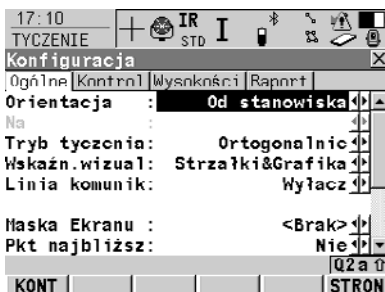 17:10
TYCZENIE
IR
STD
I
Konfiguracja
Ogólne Kontrol Wysokości Raport
Orientacja : Od stanowiska
Na :
Tryb tyczenia: Ortogonalnie
Wskaźn.wizual: Strzałki&Grafika
Linia komunik: Wyłacz
Maska Ekranu : <Brak>
Pkt najbliższ: Nie
Q2a
KONT STRON